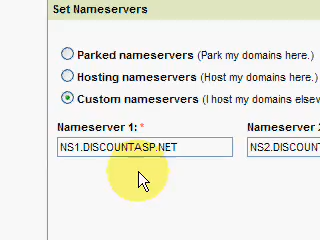 Set Nameservers
Parked nameservers (Park my domains here.)
Hosting nameservers (Host my domains here.)
Custom nameservers (I host my domains
Nameserver 1: * Nameserver
NS1.DISCOUNTASP.NET